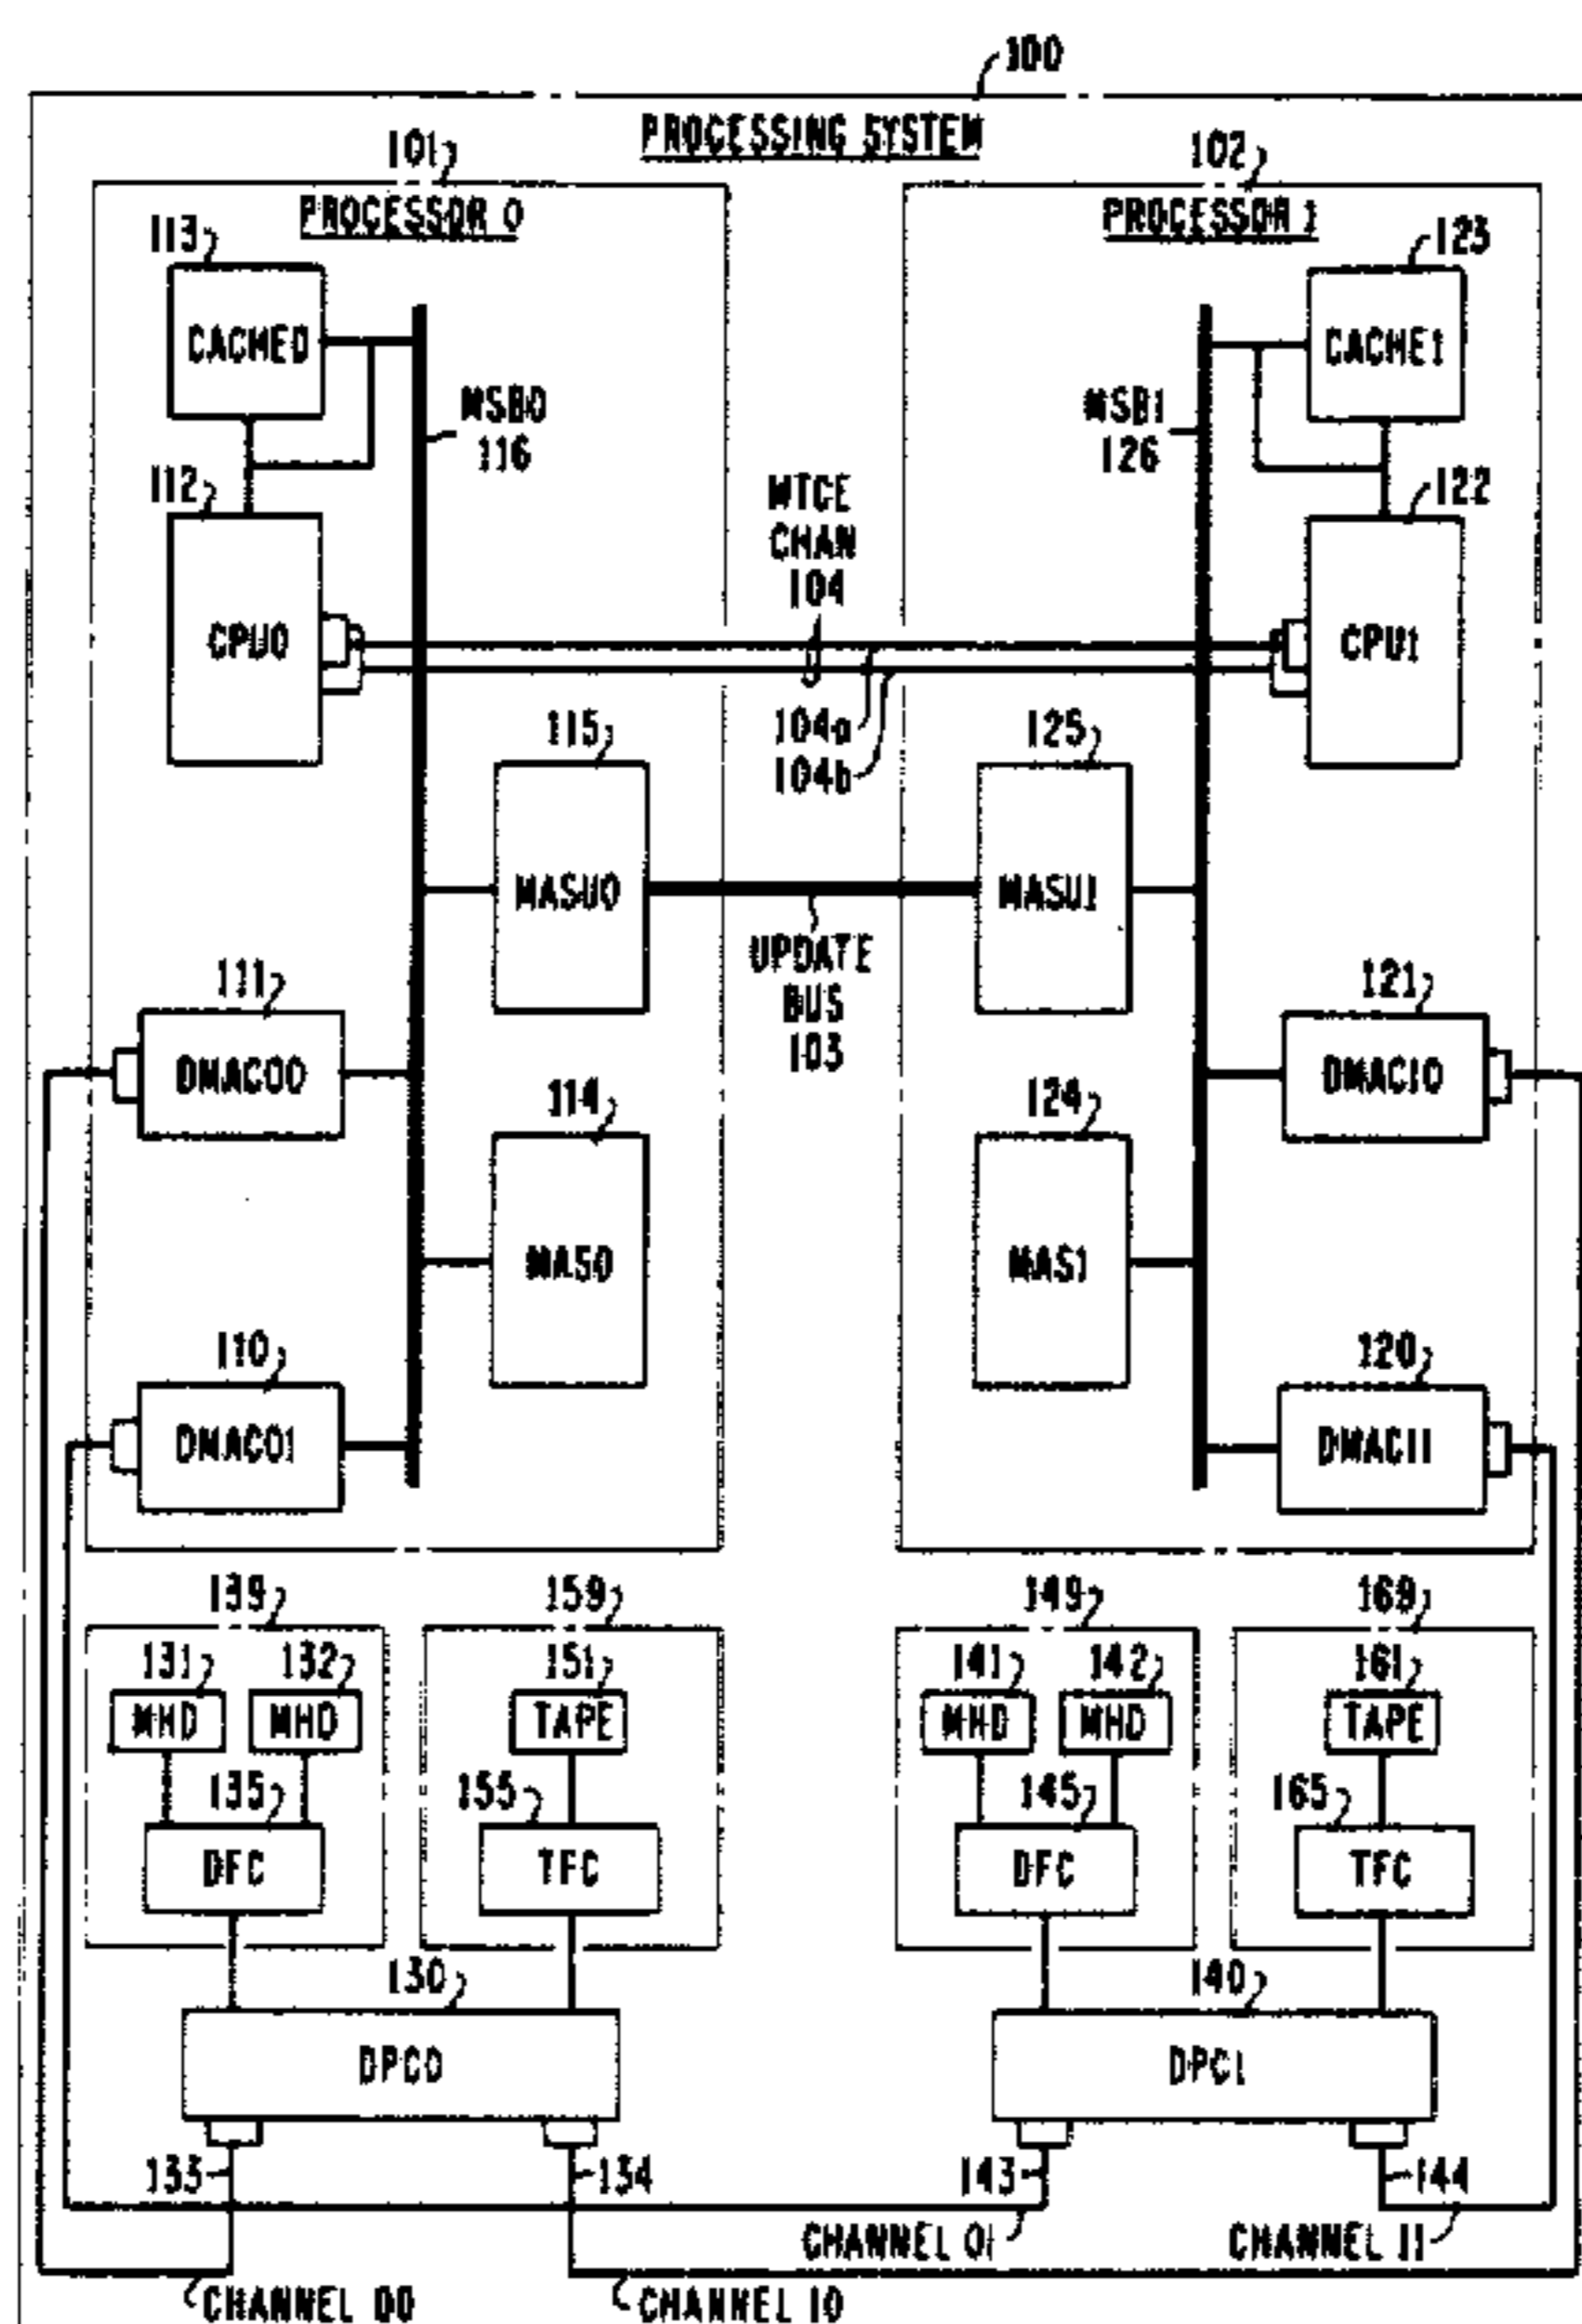 100
PROCESSING SYSTEM
101
102
PROCESSOR 0
PROCESSOR 1
113
123
CACHE0
CACHE1
MSB0
116
MSB1
126
112
122
MTCE
CHAN
104
CPU0
CPU1
104a
104b
115
125
MASU0
MASU1
UPDATE
BUS
103
111
121
DMAC00
DMAC10
114
124
MAS0
MAS1
110
120
DMAC01
DMAC11
139
159
149
169
131
132
151
141
142
161
MHD
MHD
TAPE
MHD
MHD
TAPE
135
155
145
165
DFC
TFC
DFC
TFC
130
140
DPC0
DPC1
133
134
143
144
CHANNEL 01
CHANNEL 11
CHANNEL 00
CHANNEL 10